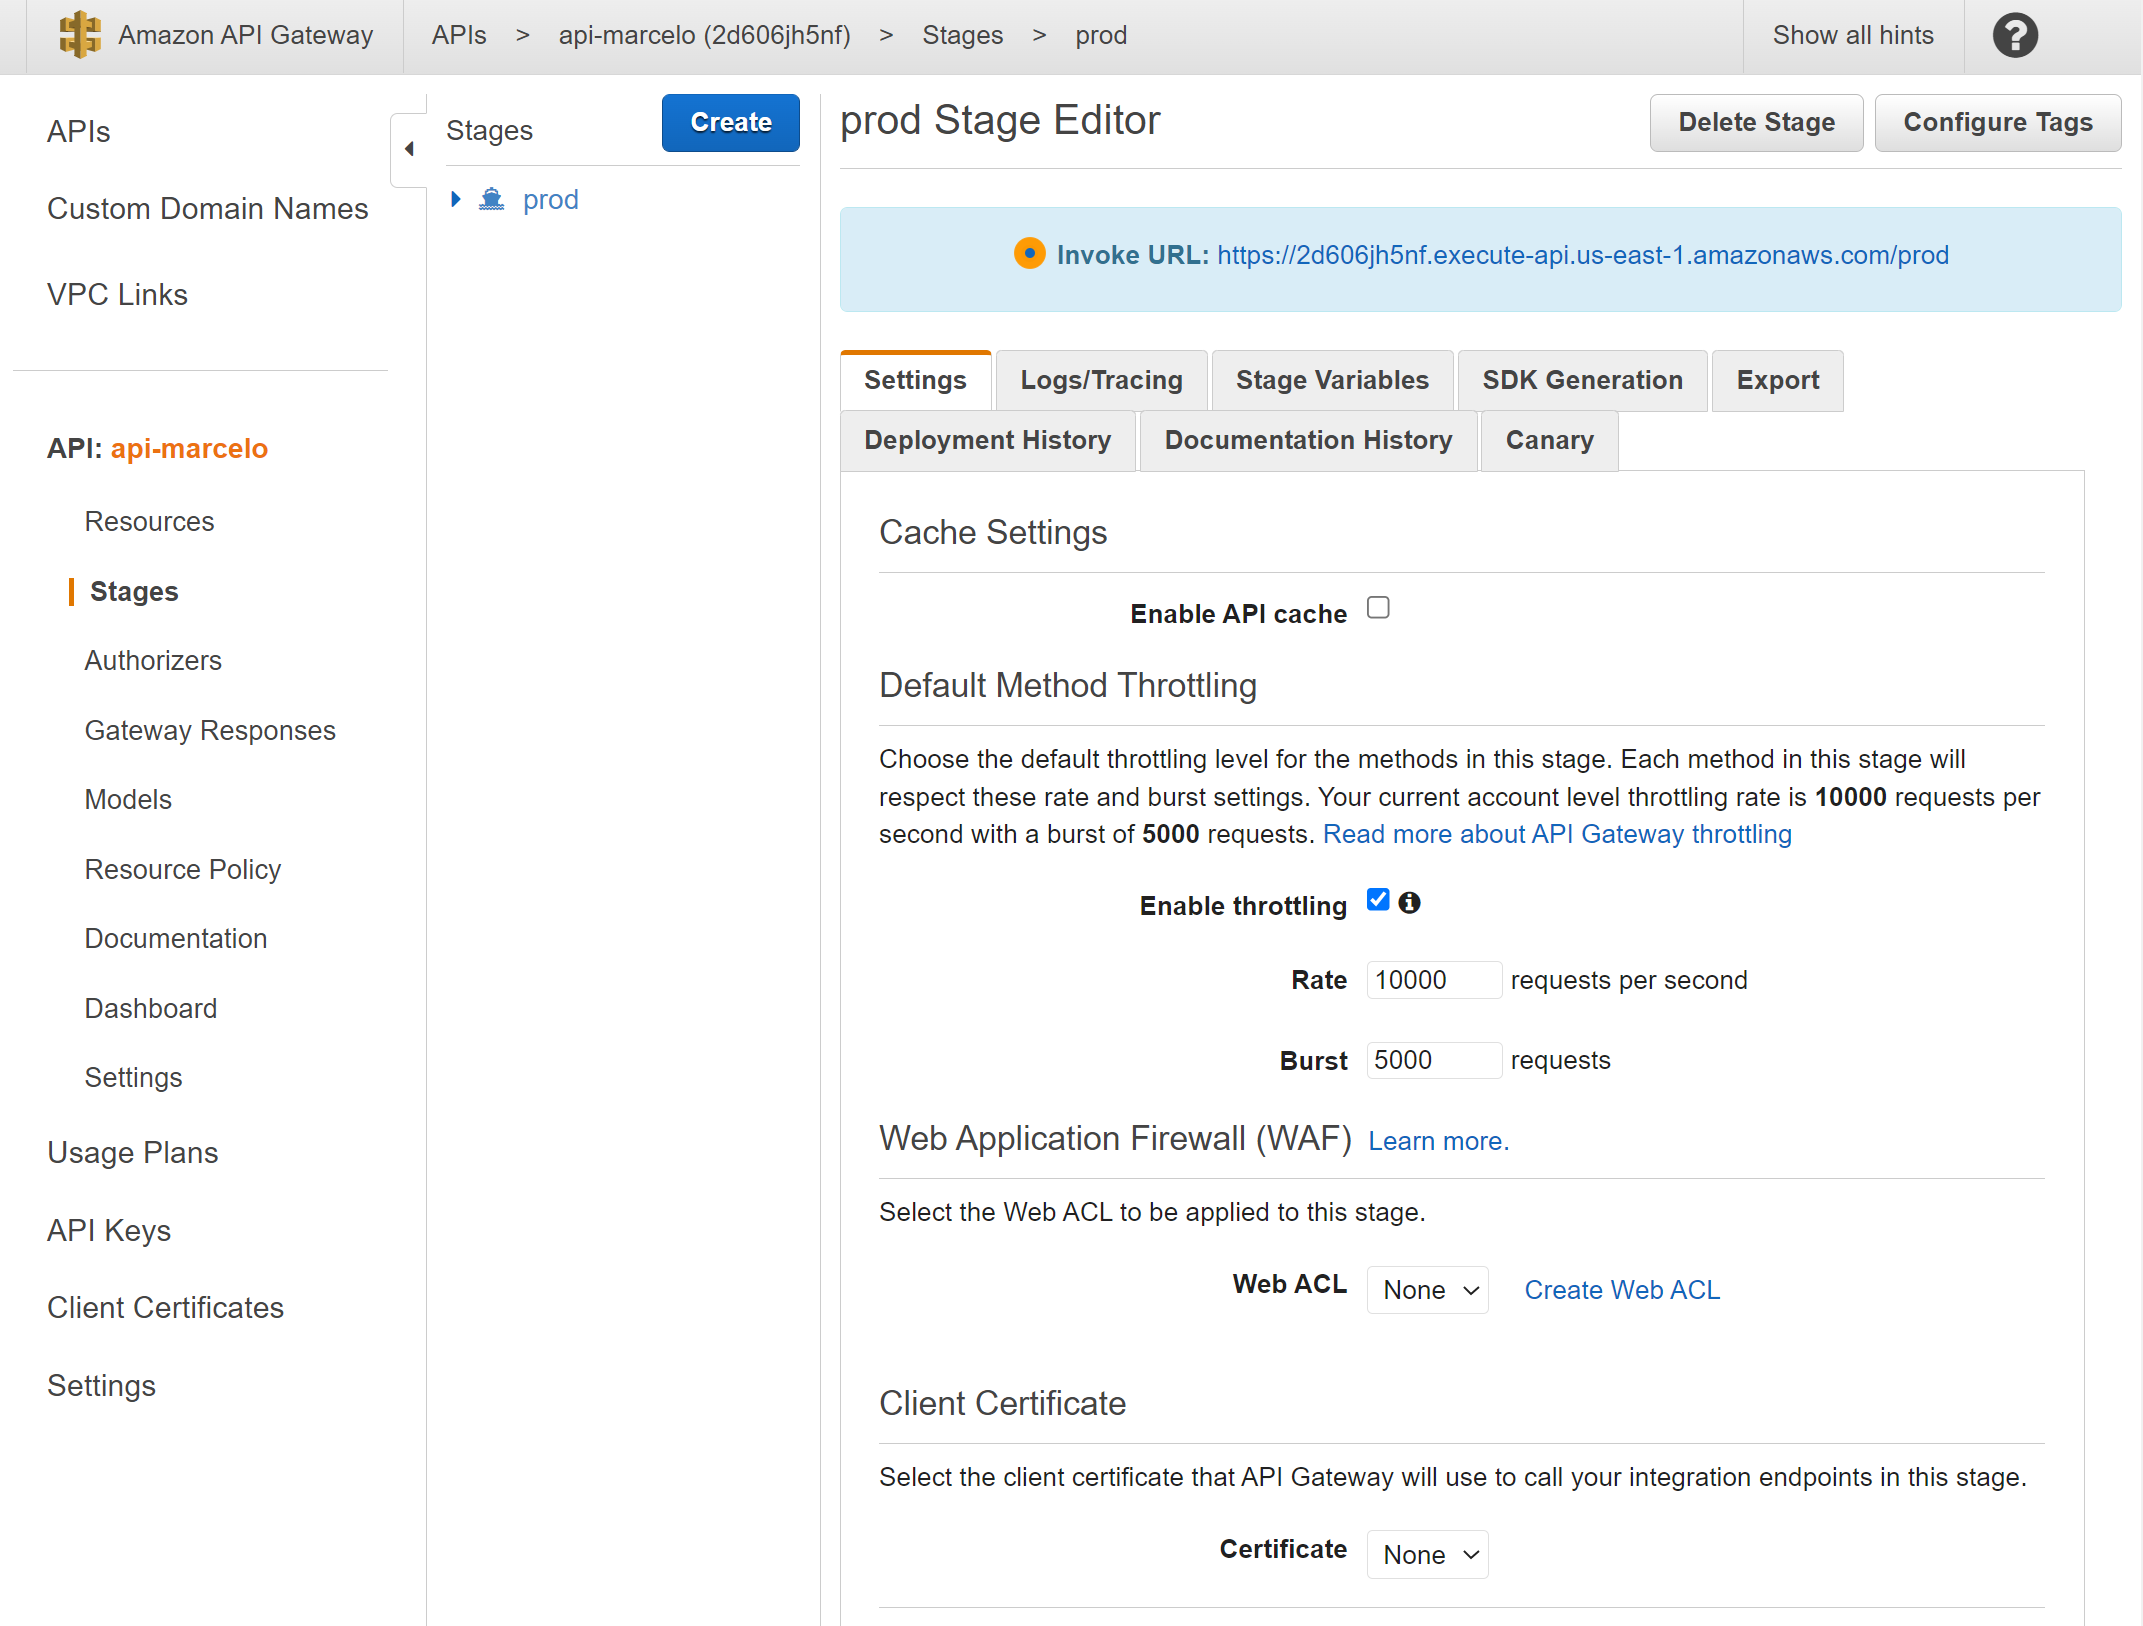 Amazon API Gateway
APIs > api-marcelo (2d606jh5nf) > Stages > prod
Show all hints
?
APIs
Custom Domain Names
VPC Links
API: api-marcelo
Resources
Stages
Authorizers
Gateway Responses
Models
Resource Policy
Documentation
Dashboard
Settings
Usage Plans
API Keys
Client Certificates
Settings
Stages
Create
prod
prod Stage Editor
Delete Stage
Configure Tags
Invoke URL: https://2d606jh5nf.execute-api.us-east-1.amazonaws.com/prod
Settings
Logs/Tracing
Stage Variables
SDK Generation
Export
Deployment History
Documentation History
Canary
Cache Settings
Enable API cache
Default Method Throttling
Choose the default throttling level for the methods in this stage. Each method in this stage will
respect these rate and burst settings. Your current account level throttling rate is 10000 requests per
second with a burst of 5000 requests. Read more about API Gateway throttling
Enable throttling
Rate 10000 requests per second
Burst 5000 requests
Web Application Firewall (WAF) Learn more.
Select the Web ACL to be applied to this stage.
Web ACL None Create Web ACL
Client Certificate
Select the client certificate that API Gateway will use to call your integration endpoints in this stage.
Certificate None